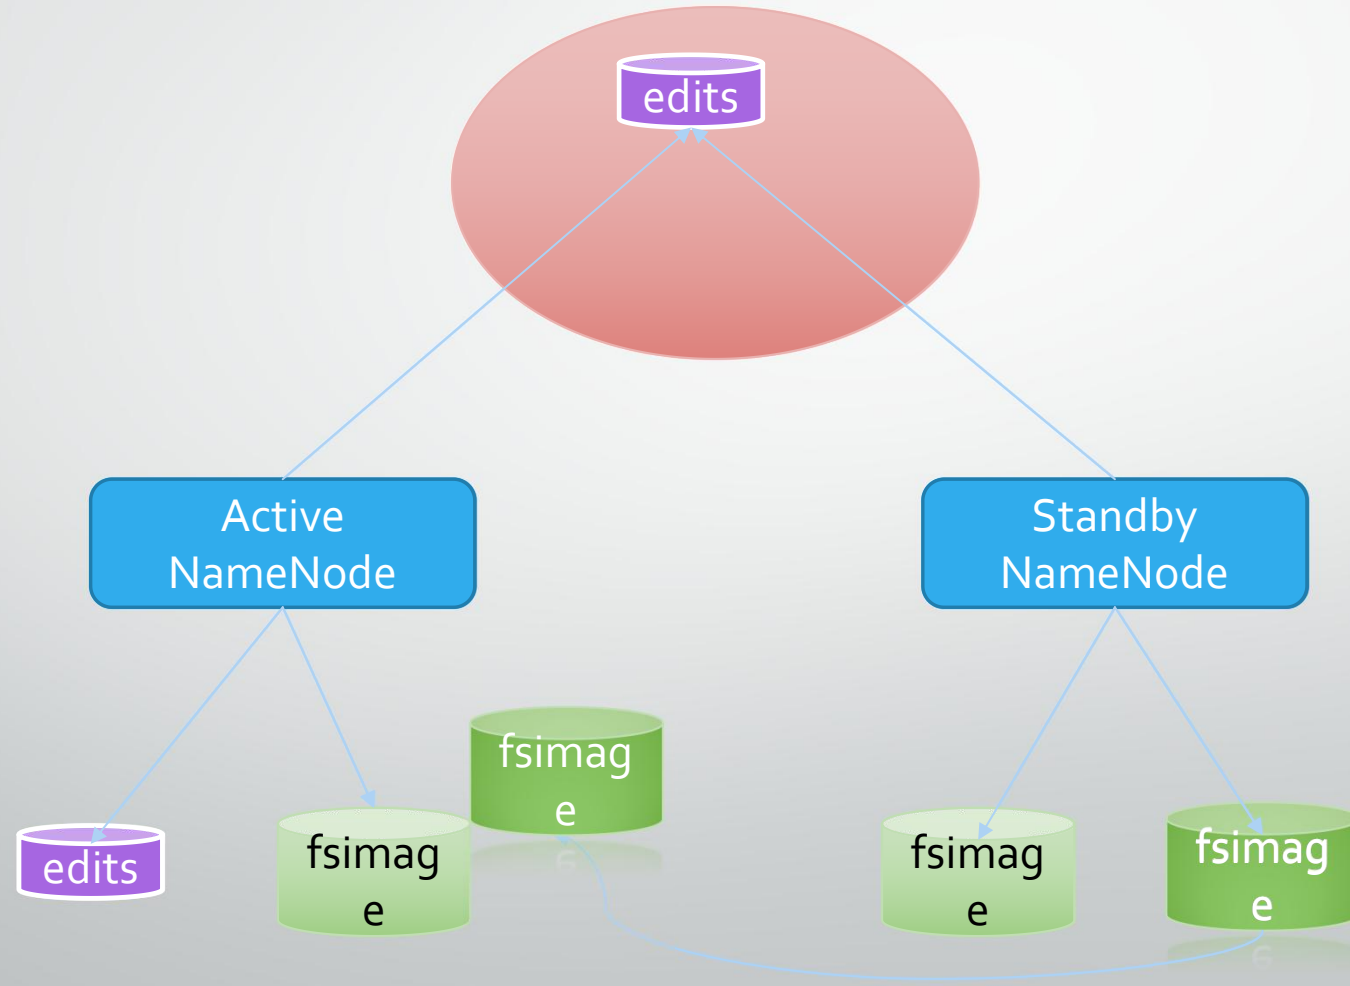 edits
Active
NameNode
Standby
NameNode
fsimag
e
edits
fsimag
e
fsimag
e
fsimag
e